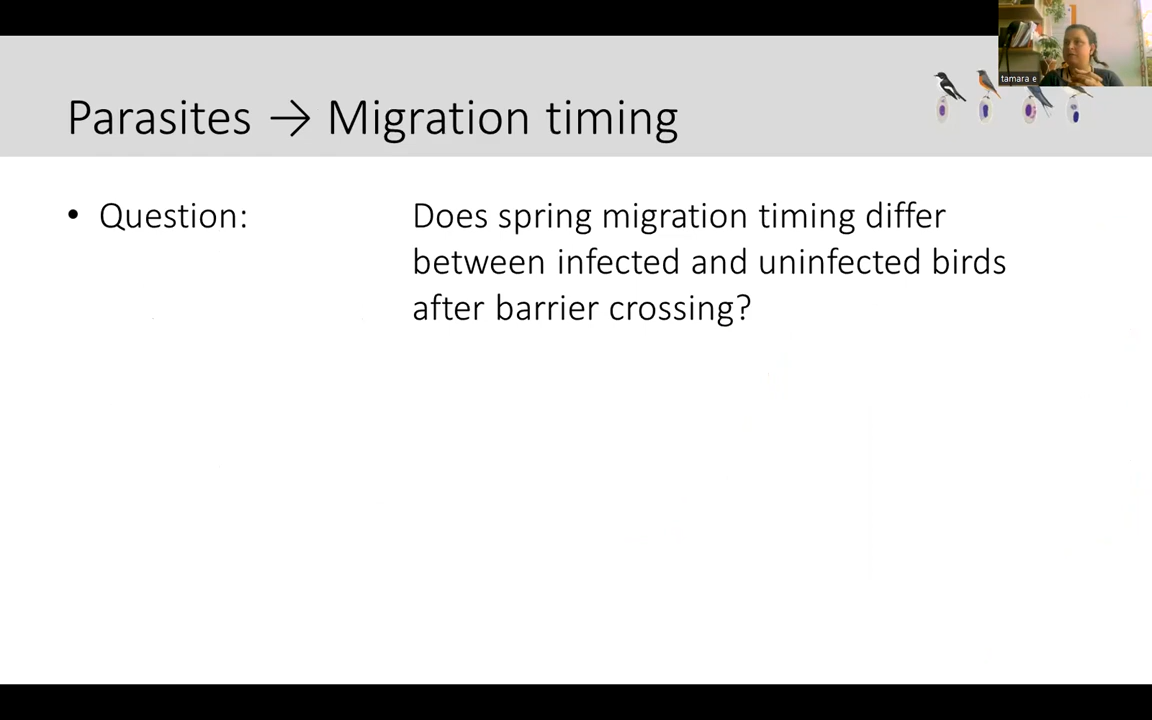 tamara e
Parasites → Migration timing
• Question:
Does spring migration timing differ
between infected and uninfected birds
after barrier crossing?